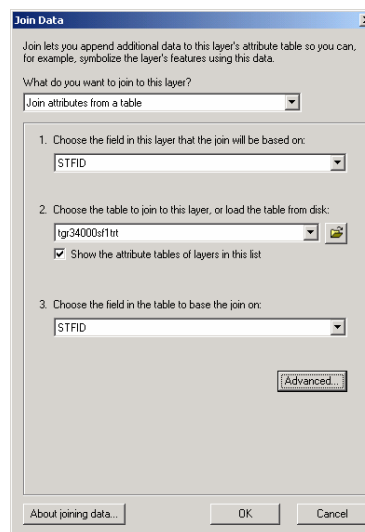 Join Data
Join lets you append additional data to this layer's attribute table so you can,
for example, symbolize the layer's features using this data.
What do you want to join to this layer?
Join attributes from a table
1. Choose the field in this layer that the join will be based on:
STFID
2. Choose the table to join to this layer, or load the table from disk:
tgr34000sf1trt
Show the attribute tables of layers in this list
3. Choose the field in the table to base the join on:
STFID
Advanced...
About joining data... OK Cancel